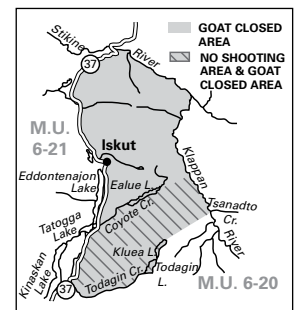 GOAT CLOSED
AREA
NO SHOOTING
AREA & GOAT
CLOSED AREA
Stikine
River
37
M.U.
6-21
Iskut
Klappan
River
Eddontenajon
Lake
Ealue L.
Tsanadto
Cr.
Tatogga
Lake
Coyote Cr.
Kluea L.
Kinaskan
Lake
Todagin Cr.
Todagin
L.
M.U. 6-20
37